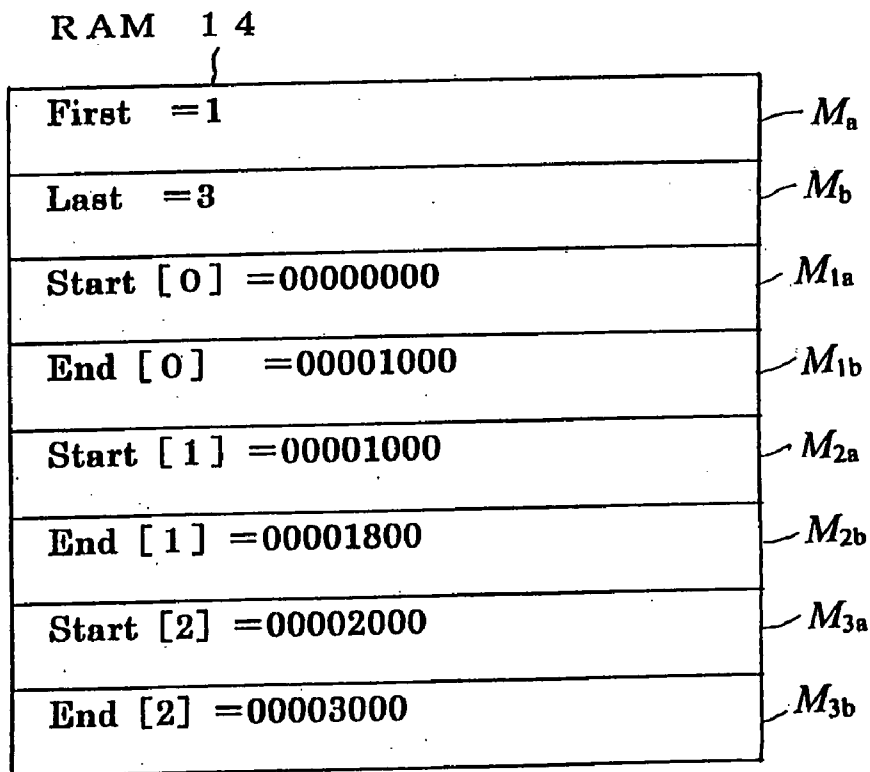 RAM 14
First =1 Ma
Last =3 Mb
Start [0] =00000000 M1a
End [0] =00001000 M1b
Start [1] =00001000 M2a
End [1] =00001800 M2b
Start [2] =00002000 M3a
End [2] =00003000 M3b